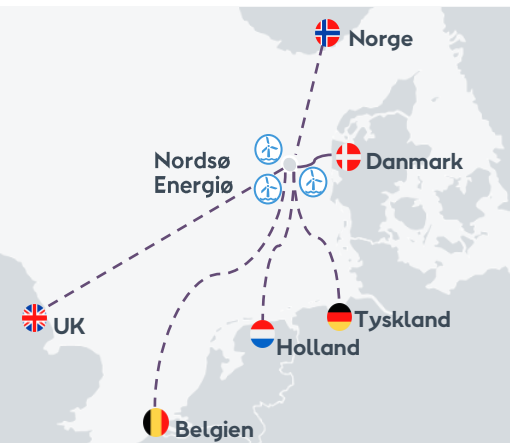 Norge
Nordsø
Energiø
Danmark
UK
Tyskland
Holland
Belgien